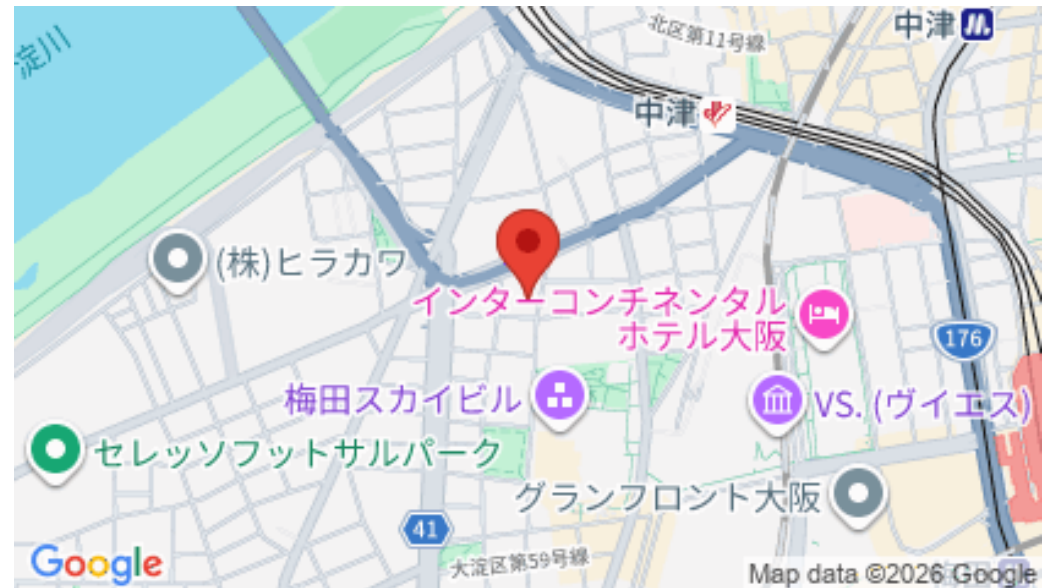 淀川
北区第11号線
中津
中津
(株)ヒラカワ
インターコンチネンタル
ホテル大阪
176
梅田スカイビル
VS. (ヴイエス)
セレッソフットサルパーク
グランフロント大阪
41
大淀区第59号線
Google
Map data ©2026 Google